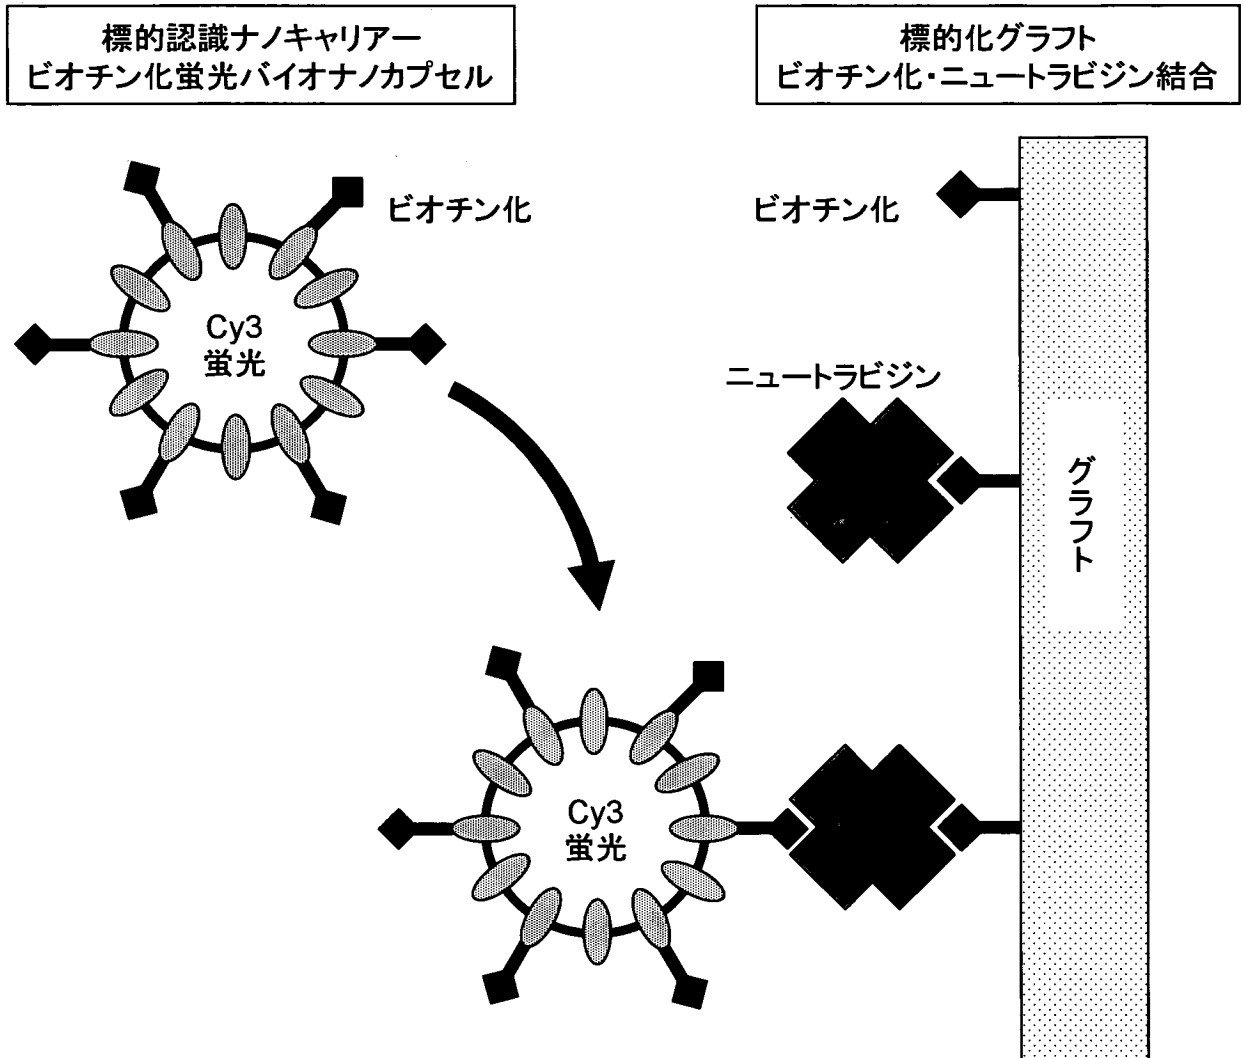 標的認識ナノキャリアー
ビオチン化蛍光バイオナノカプセル
標的化グラフト
ビオチン化・ニュートラビジン結合
ビオチン化
ビオチン化
Cy3
蛍光
ニュートラビジン
グラフト
Cy3
蛍光